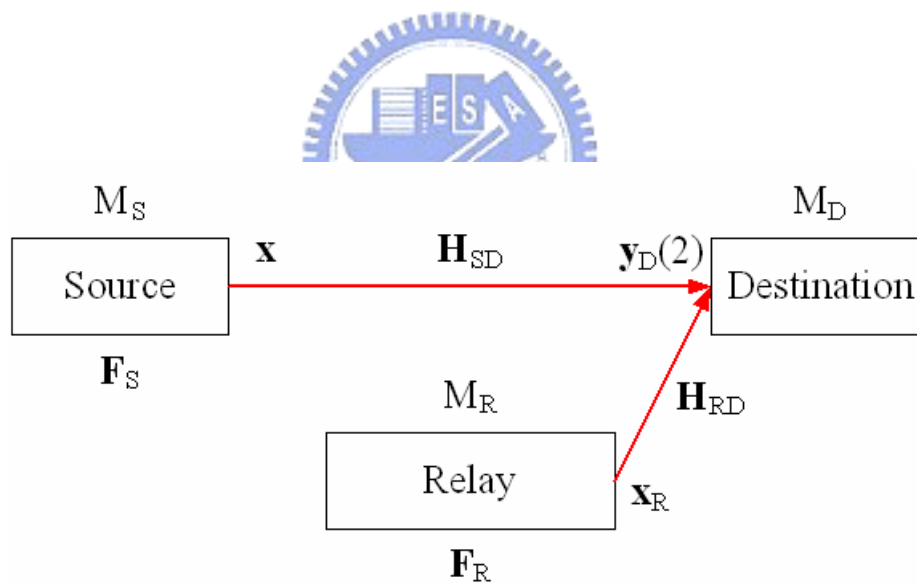 E S A
M_S
M_D
x
H_SD
y_D(2)
Source
Destination
F_S
M_R
H_RD
Relay
x_R
F_R